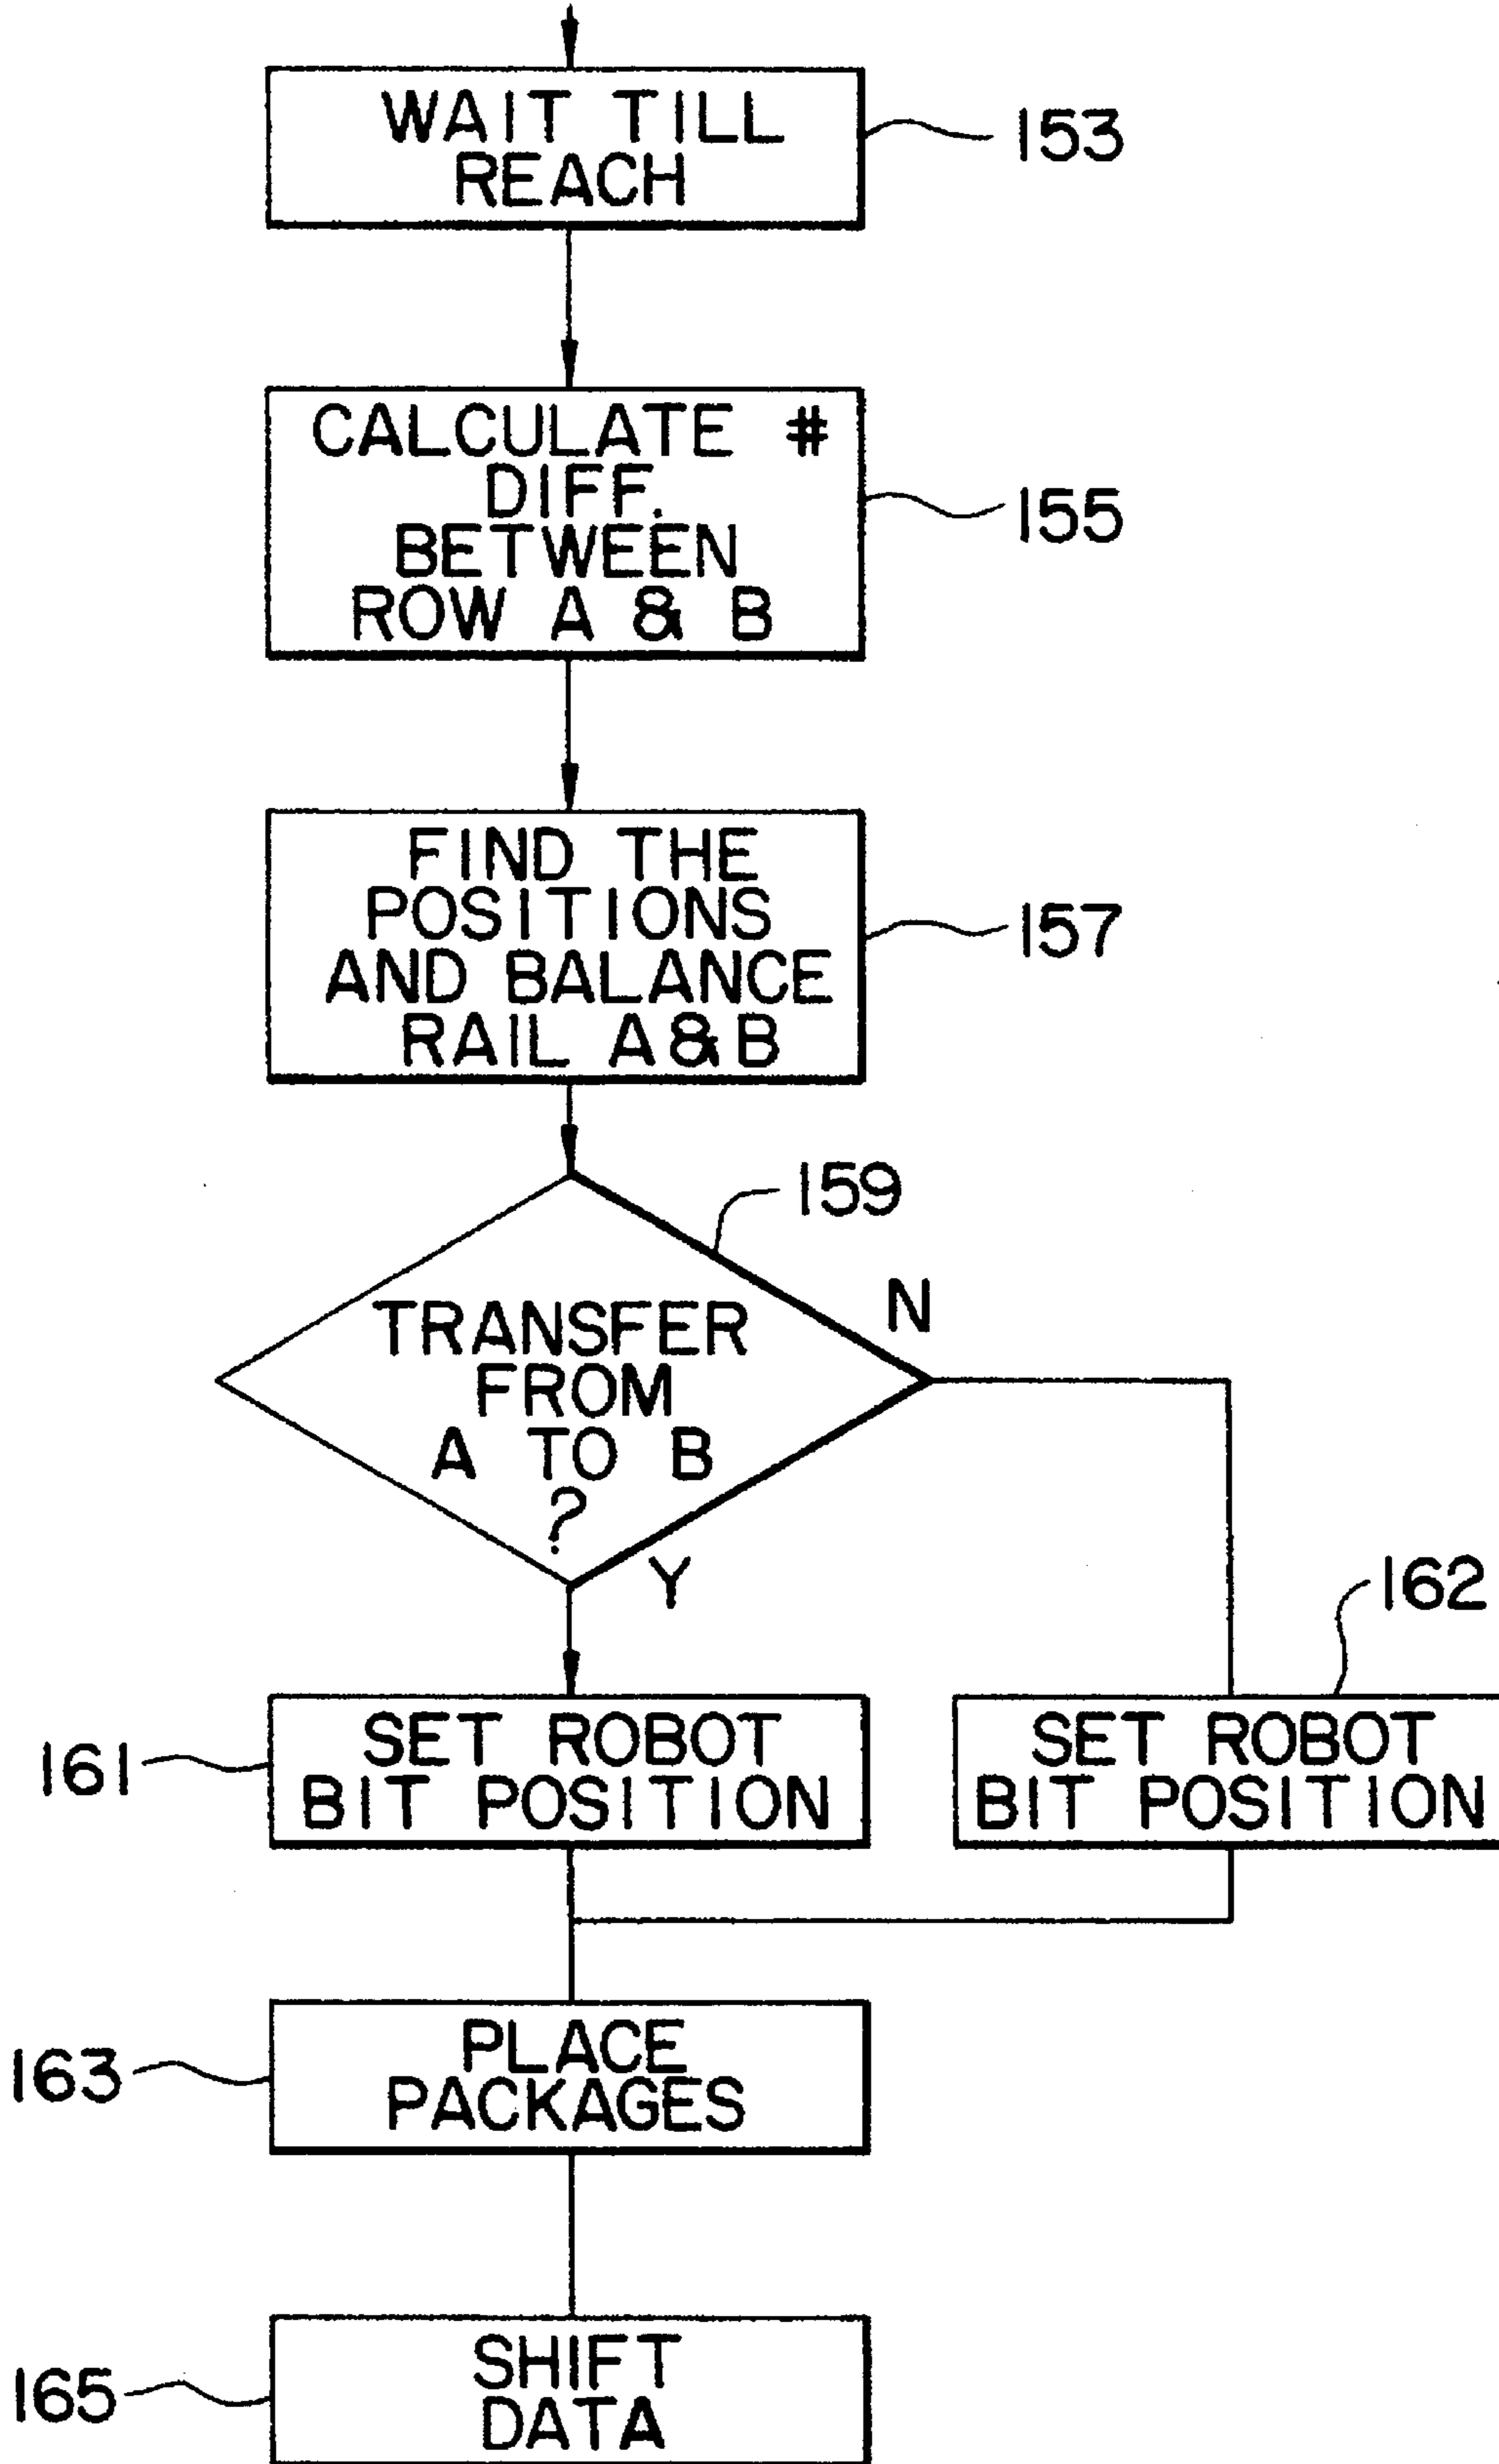 WAIT TILL
REACH
153
CALCULATE #
DIFF.
BETWEEN
ROW A & B
155
FIND THE
POSITIONS
AND BALANCE
RAIL A & B
157
159
TRANSFER
FROM
A TO B
?
N
Y
162
161
SET ROBOT
BIT POSITION
SET ROBOT
BIT POSITION
163
PLACE
PACKAGES
165
SHIFT
DATA